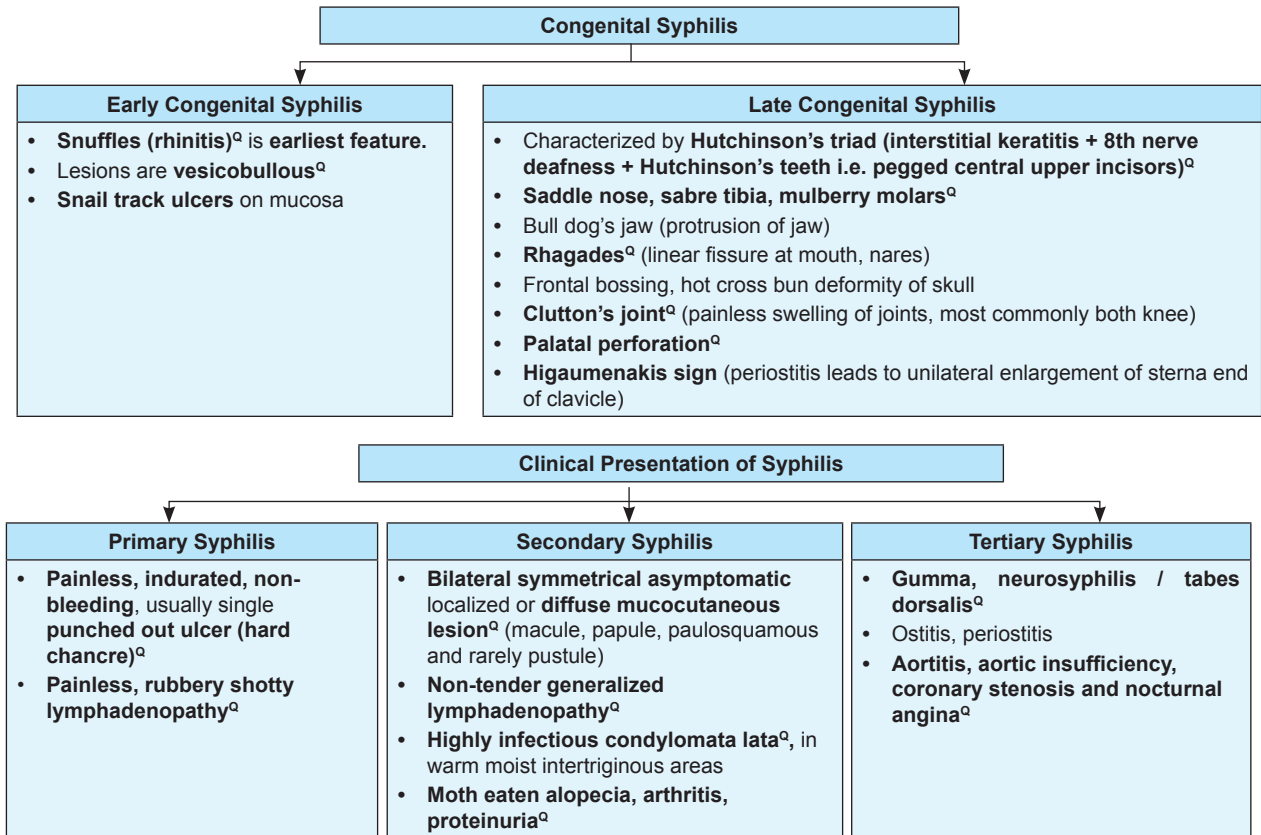 Congenital Syphilis
Early Congenital Syphilis
• Snuffles (rhinitis)Q is earliest feature.
• Lesions are vesicobullousQ
• Snail track ulcers on mucosa
Late Congenital Syphilis
• Characterized by Hutchinson's triad (interstitial keratitis + 8th nerve
deafness + Hutchinson's teeth i.e. pegged central upper incisors)Q
• Saddle nose, sabre tibia, mulberry molarsQ
• Bull dog's jaw (protrusion of jaw)
• RhagadesQ (linear fissure at mouth, nares)
• Frontal bossing, hot cross bun deformity of skull
• Clutton's jointQ (painless swelling of joints, most commonly both knee)
• Palatal perforationQ
• Higaumenakis sign (periostitis leads to unilateral enlargement of sterna end
of clavicle)
Clinical Presentation of Syphilis
Primary Syphilis
• Painless, indurated, non-
bleeding, usually single
punched out ulcer (hard
chancre)Q
• Painless, rubbery shotty
lymphadenopathyQ
Secondary Syphilis
• Bilateral symmetrical asymptomatic
localized or diffuse mucocutaneous
lesionQ (macule, papule, paulosquamous
and rarely pustule)
• Non-tender generalized
lymphadenopathyQ
• Highly infectious condylomata lataQ, in
warm moist intertriginous areas
• Moth eaten alopecia, arthritis,
proteinuriaQ
Tertiary Syphilis
• Gumma, neurosyphilis / tabes
dorsalisQ
• Ostitis, periostitis
• Aortitis, aortic insufficiency,
coronary stenosis and nocturnal
anginaQ